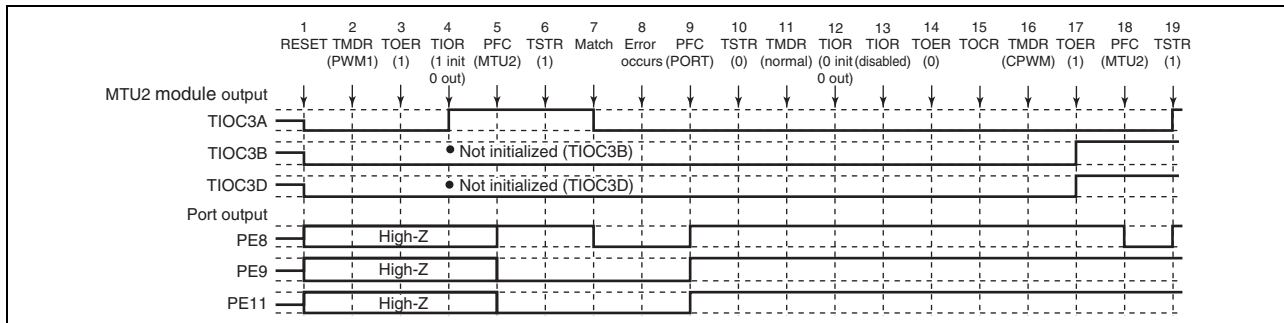 1 2 3 4 5 6 7 8 9 10 11 12 13 14 15 16 17 18 19
RESET TMDR TOER TIOR PFC TSTR Match Error PFC TSTR TMDR TIOR TIOR TOER TOCR TMDR TOER PFC TSTR
(PWM1) (1) (1 init (MTU2) (1) occurs (PORT) (0) (normal) (0 init (disabled) (0) (CPWM) (1) (MTU2) (1)
0 out) 0 out)
MTU2 module output
TIOC3A
TIOC3B • Not initialized (TIOC3B)
TIOC3D • Not initialized (TIOC3D)
Port output
PE8 High-Z
PE9 High-Z
PE11 High-Z